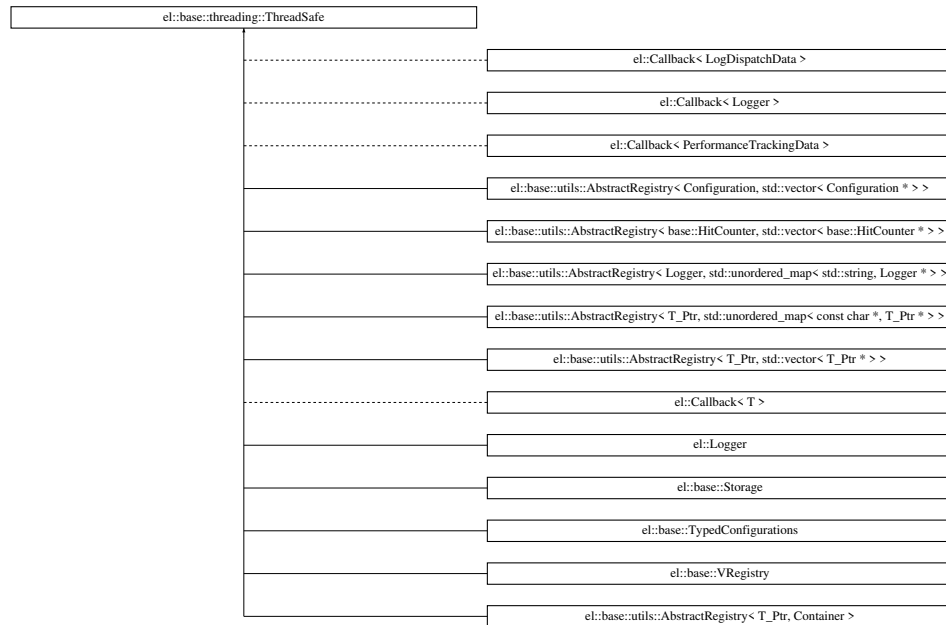 el::base::threading::ThreadSafe
el::Callback< LogDispatchData >
el::Callback< Logger >
el::Callback< PerformanceTrackingData >
el::base::utils::AbstractRegistry< Configuration, std::vector< Configuration * > >
el::base::utils::AbstractRegistry< base::HitCounter, std::vector< base::HitCounter * > >
el::base::utils::AbstractRegistry< Logger, std::unordered_map< std::string, Logger * > >
el::base::utils::AbstractRegistry< T_Ptr, std::unordered_map< const char *, T_Ptr * > >
el::base::utils::AbstractRegistry< T_Ptr, std::vector< T_Ptr * > >
el::Callback< T >
el::Logger
el::base::Storage
el::base::TypedConfigurations
el::base::VRegistry
el::base::utils::AbstractRegistry< T_Ptr, Container >